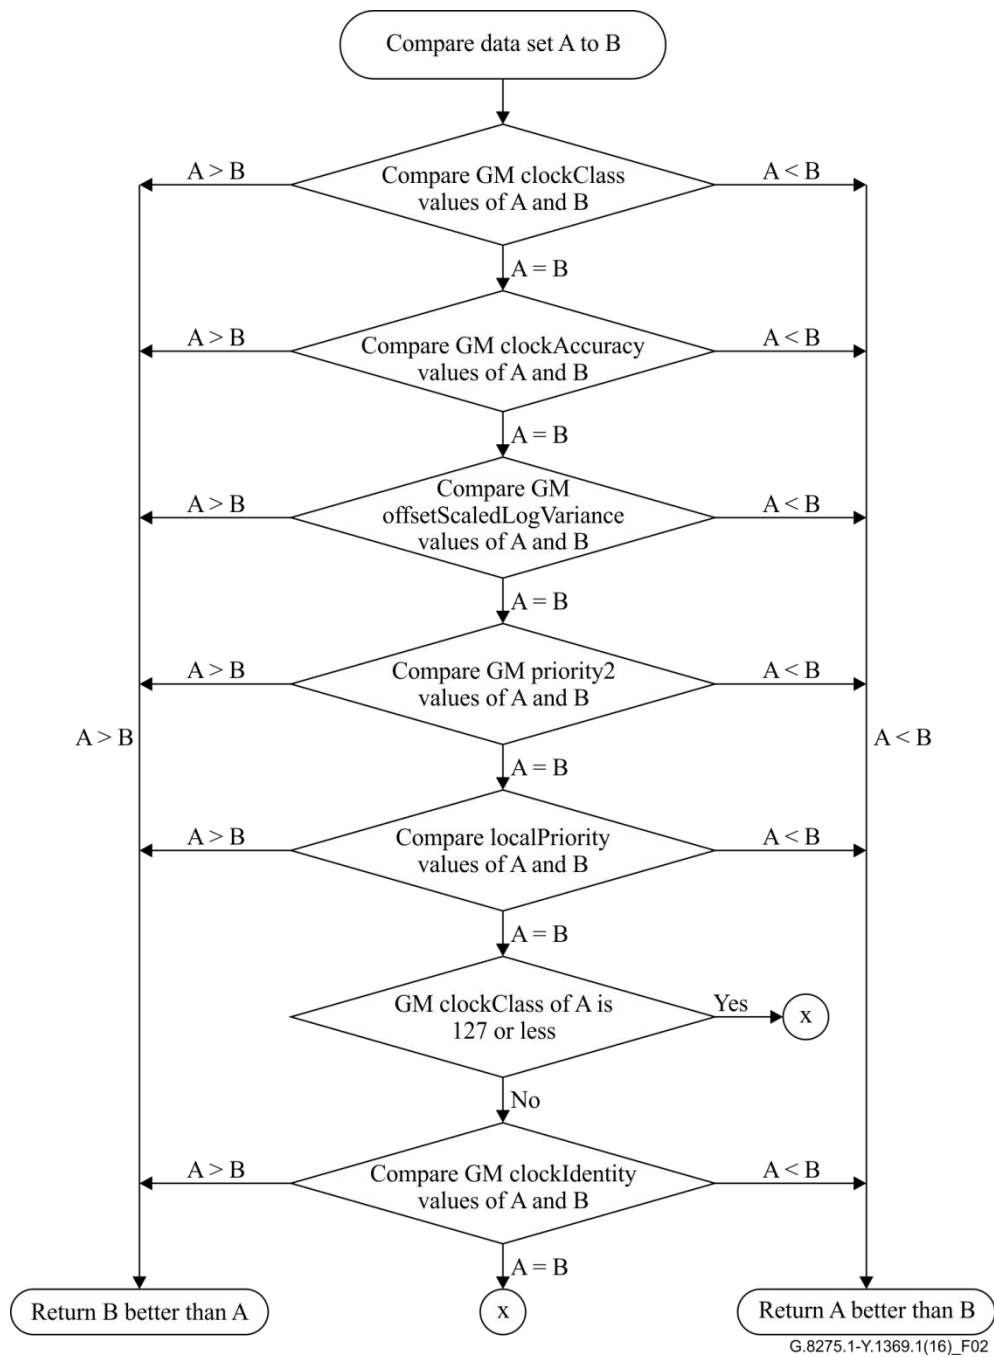 Compare data set A to B
A > B
Compare GM clockClass
values of A and B
A < B
A = B
A > B
Compare GM clockAccuracy
values of A and B
A < B
A = B
A > B
Compare GM
offsetScaledLogVariance
values of A and B
A < B
A = B
A > B
Compare GM priority2
values of A and B
A < B
A > B
A < B
A = B
A > B
Compare localPriority
values of A and B
A < B
A = B
GM clockClass of A is
127 or less
Yes
x
No
A > B
Compare GM clockIdentity
values of A and B
A < B
A = B
Return B better than A
x
Return A better than B
G.8275.1-Y.1369.1(16)_F02